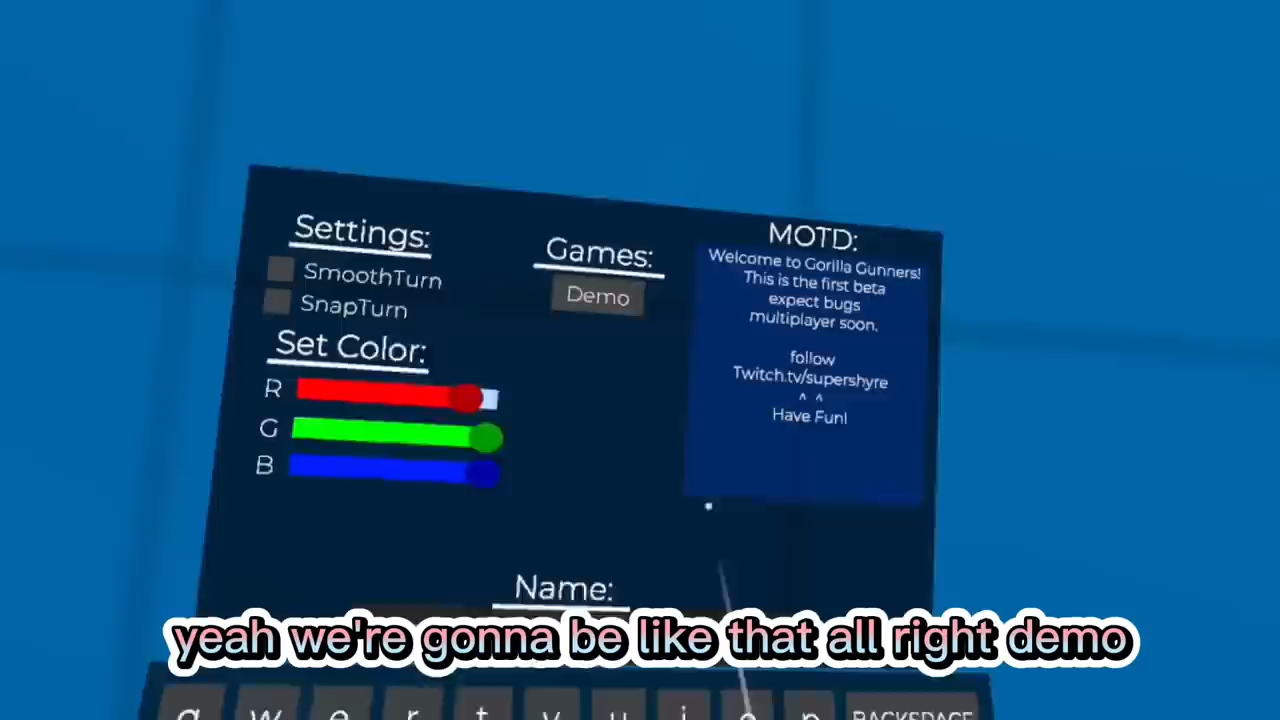 Settings:
SmoothTurn
SnapTurn
Set Color:
R
G
B
Games:
Demo
MOTD:
Welcome to Gorilla Gunners!
This is the first beta
expect bugs
multiplayer soon.
follow
Twitch.tv/supershyre
^_^
Have Fun!
Name:
yeah we're gonna be like that all right demo
q w e r t y u i o p BACKSPACE